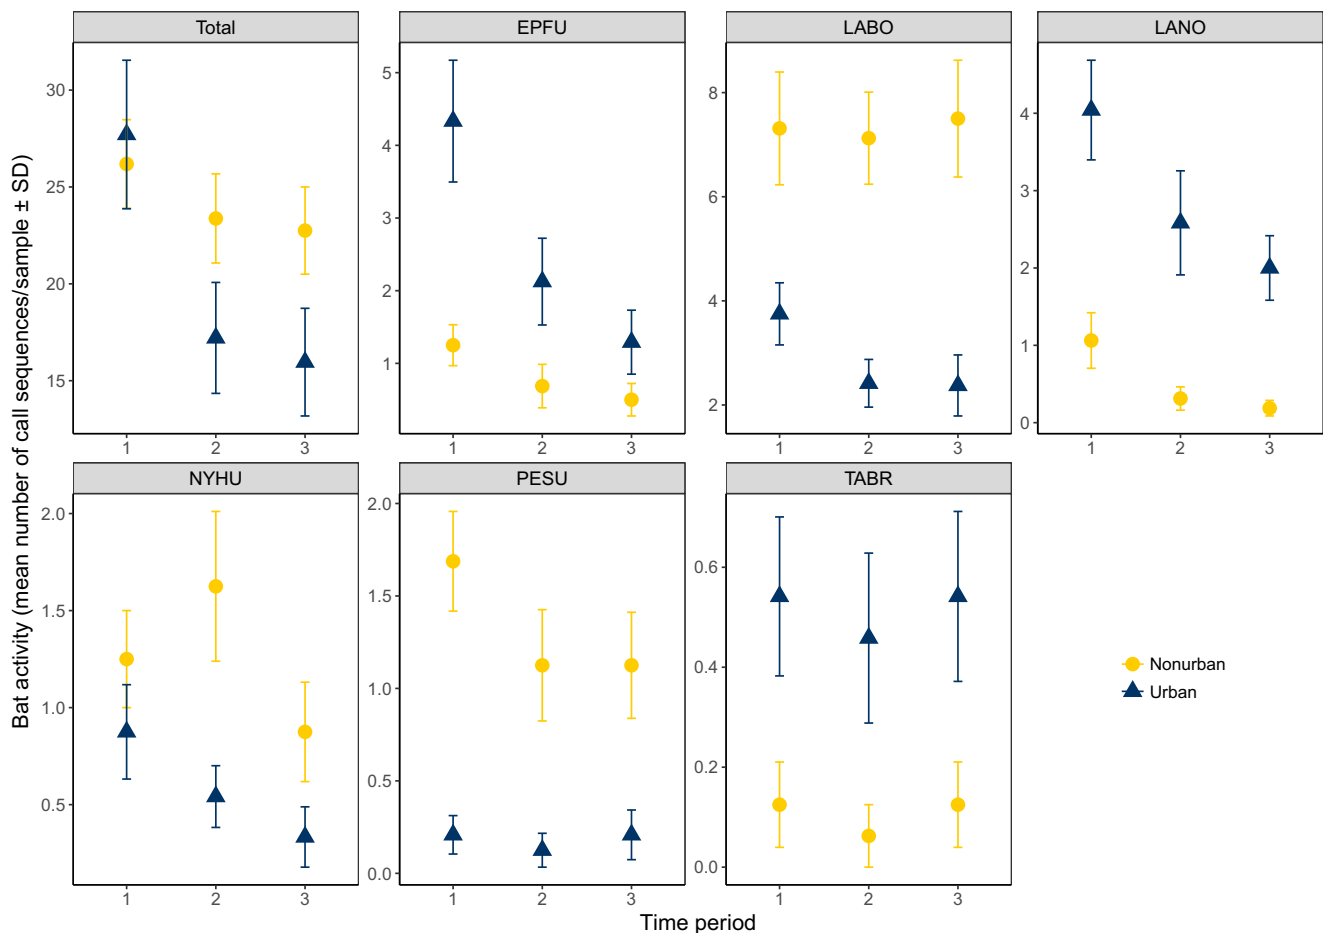 Total
EPFU
LABO
LANO
30
25
20
15
5
4
3
2
1
8
6
4
2
4
3
2
1
0
1 2 3
1 2 3
1 2 3
1 2 3
NYHU
PESU
TABR
2.0
1.5
1.0
0.5
2.0
1.5
1.0
0.5
0.0
0.6
0.4
0.2
0.0
1 2 3
1 2 3
1 2 3
Time period
Bat activity (mean number of call sequences/sample ± SD)
Nonurban
Urban